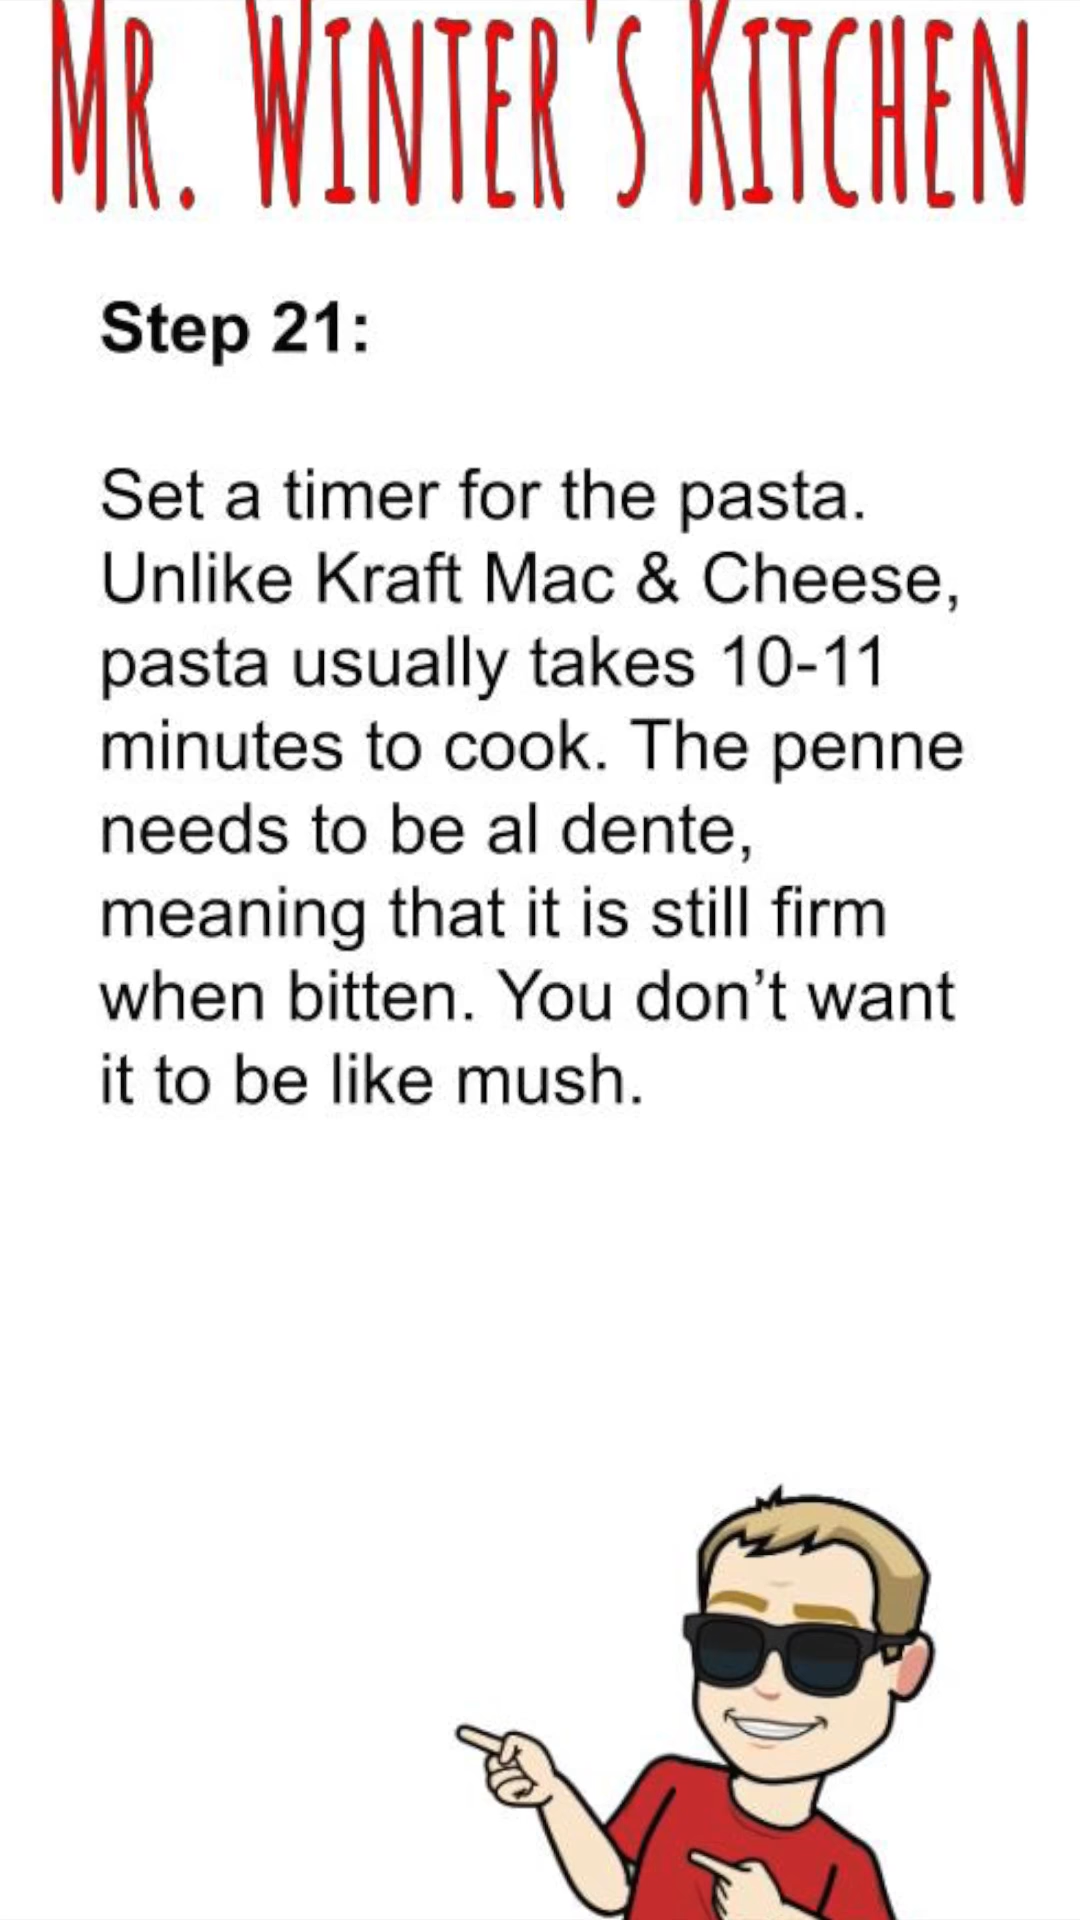 Mr. Winter's Kitchen
Step 21:
Set a timer for the pasta.
Unlike Kraft Mac & Cheese,
pasta usually takes 10-11
minutes to cook. The penne
needs to be al dente,
meaning that it is still firm
when bitten. You don’t want
it to be like mush.